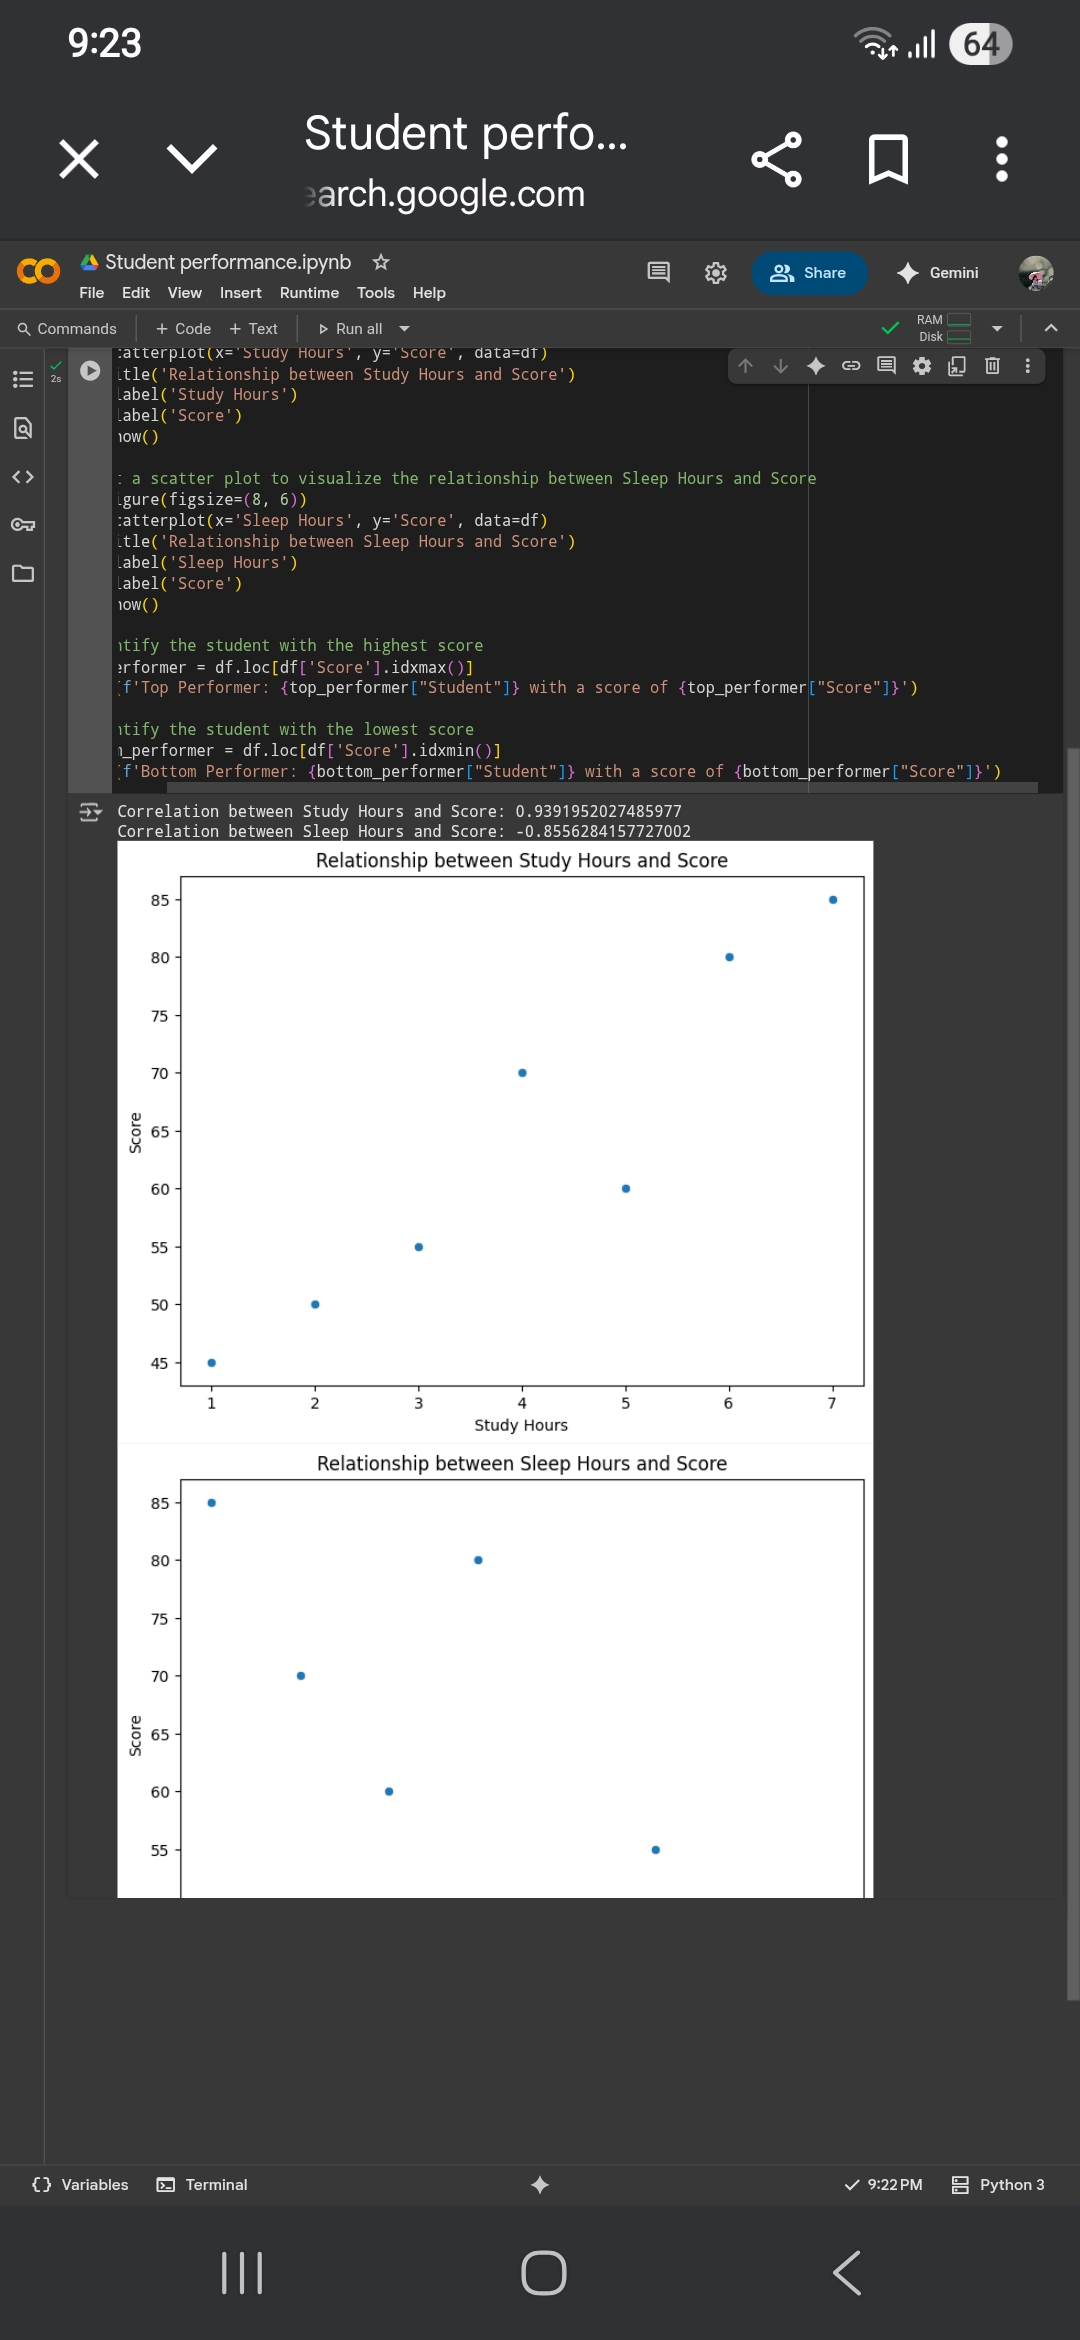 9:23
64
Student perfo...
earch.google.com
Student performance.ipynb
File Edit View Insert Runtime Tools Help
Share
Gemini
Commands
+ Code + Text
Run all
RAM
Disk
2s
:atterplot(x='Study Hours', y='Score', data=df)
itle('Relationship between Study Hours and Score')
label('Study Hours')
label('Score')
now()
t a scatter plot to visualize the relationship between Sleep Hours and Score
igure(figsize=(8, 6))
:atterplot(x='Sleep Hours', y='Score', data=df)
itle('Relationship between Sleep Hours and Score')
label('Sleep Hours')
label('Score')
now()
ntify the student with the highest score
erformer = df.loc[df['Score'].idxmax()]
(f'Top Performer: {top_performer["Student"]} with a score of {top_performer["Score"]}')
ntify the student with the lowest score
m_performer = df.loc[df['Score'].idxmin()]
(f'Bottom Performer: {bottom_performer["Student"]} with a score of {bottom_performer["Score"]}')
Correlation between Study Hours and Score: 0.9391952027485977
Correlation between Sleep Hours and Score: -0.8556284157727002
Relationship between Study Hours and Score
85
80
75
70
65
60
55
50
45
Score
1 2 3 4 5 6 7
Study Hours
Relationship between Sleep Hours and Score
85
80
75
70
65
60
55
Score
Variables
Terminal
9:22 PM
Python 3